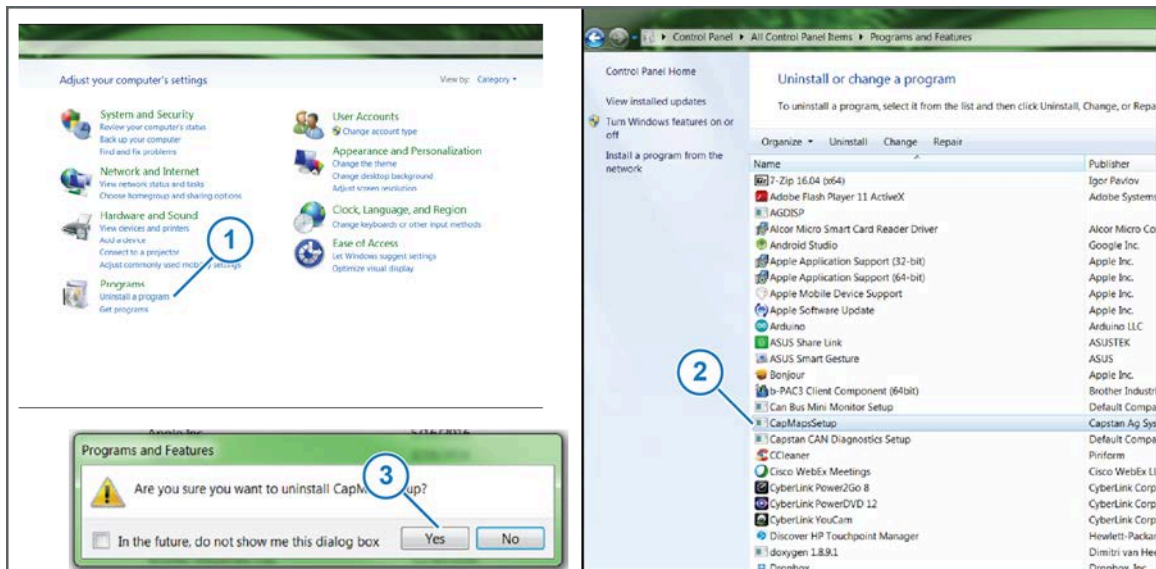 Adjust your computer's settings
View by: Category
System and Security
Review your computer's status
Back up your computer
Find and fix problems
Network and Internet
View network status and tasks
Choose homegroup and sharing options
Hardware and Sound
View devices and printers
Add a device
Connect to a projector
Adjust commonly used mobility settings
Programs
Uninstall a program
Get programs
1
User Accounts
Change account type
Appearance and Personalization
Change the theme
Change desktop background
Adjust screen resolution
Clock, Language, and Region
Change keyboards or other input methods
Ease of Access
Let Windows suggest settings
Optimize visual display
Programs and Features
Are you sure you want to uninstall CapM up?
3
In the future, do not show me this dialog box
Yes
No
Control Panel
All Control Panel Items
Programs and Features
Control Panel Home
View installed updates
Turn Windows features on or
off
Install a program from the
network
Uninstall or change a program
To uninstall a program, select it from the list and then click Uninstall, Change, or Repa
Organize Uninstall Change Repair
Name Publisher
7-Zip 16.04 (x64) Igor Pavlov
Adobe Flash Player 11 ActiveX Adobe Systems
AGDISP
Alcor Micro Smart Card Reader Driver Alcor Micro Co
Android Studio Google Inc.
Apple Application Support (32-bit) Apple Inc.
Apple Application Support (64-bit) Apple Inc.
Apple Mobile Device Support Apple Inc.
Apple Software Update Apple Inc.
Arduino Arduino LLC
ASUS Share Link ASUSTEK
ASUS Smart Gesture ASUS
Bonjour Apple Inc.
b-PAC3 Client Component (64bit) Brother Industri
Can Bus Mini Monitor Setup Default Compa
2
CapMapsSetup Capstan Ag Sys
Capstan CAN Diagnostics Setup Default Compa
CCleaner Piriform
Cisco WebEx Meetings Cisco WebEx LL
CyberLink Power2Go 8 CyberLink Corp
CyberLink PowerDVD 12 CyberLink Corp
CyberLink YouCam CyberLink Corp
Discover HP Touchpoint Manager Hewlett-Packar
doxygen 1.8.9.1 Dimitri van Hee
Dropbox Dropbox, Inc.